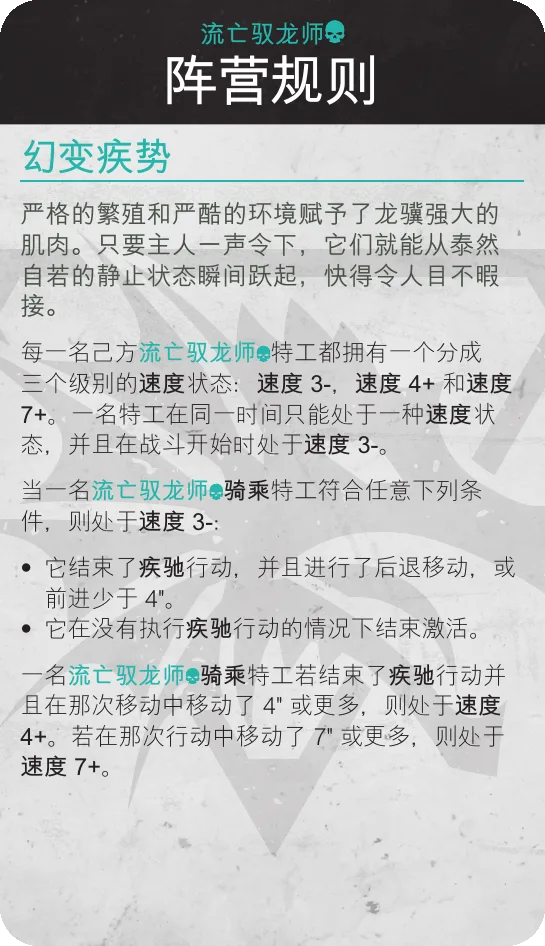 流亡驭龙师
阵营规则
幻变疾势
严格的繁殖和严酷的环境赋予了龙骥强大的
肌肉。只要主人一声令下，它们就能从泰然
自若的静止状态瞬间跃起，快得令人目不暇
接。
每一名己方流亡驭龙师特工都拥有一个分成
三个级别的速度状态：速度 3-，速度 4+ 和速度
7+。一名特工在同一时间只能处于一种速度状
态，并且在战斗开始时处于速度 3-。
当一名流亡驭龙师骑乘特工符合任意下列条
件，则处于速度 3-:
• 它结束了疾驰行动，并且进行了后退移动，或
前进少于 4"。
• 它在没有执行疾驰行动的情况下结束激活。
一名流亡驭龙师骑乘特工若结束了疾驰行动并
且在那次移动中移动了 4" 或更多，则处于速度
4+。若在那次行动中移动了 7" 或更多，则处于
速度 7+。